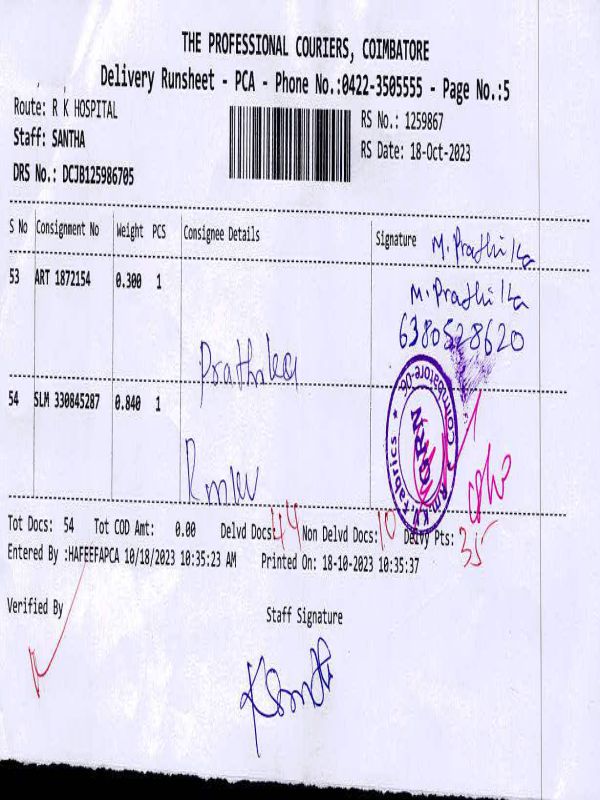 THE PROFESSIONAL COURIERS, COIMBATORE
Delivery Runsheet - PCA - Phone No.:0422-3505555 - Page No.:5
Route: R K HOSPITAL
RS No.: 1259867
Staff: SANTHA
RS Date: 18-Oct-2023
DRS No.: DCJB125986705
S No Consignment No Weight PCS Consignee Details Signature M. Prathika
53 ART 1872154 0.300 1
M. Prathika
6380528620
Prathika
54 SLM 330845287 0.840 1
Rmkv
Fabrics * Coimbatore
Tot Docs: 54 Tot COD Amt: 0.00 Delvd Docs: 44 Non Delvd Docs: 10 Delvy Pts: 35
Entered By :HAFEEFAPCA 10/18/2023 10:35:23 AM Printed On: 18-10-2023 10:35:37
Verified By
Staff Signature